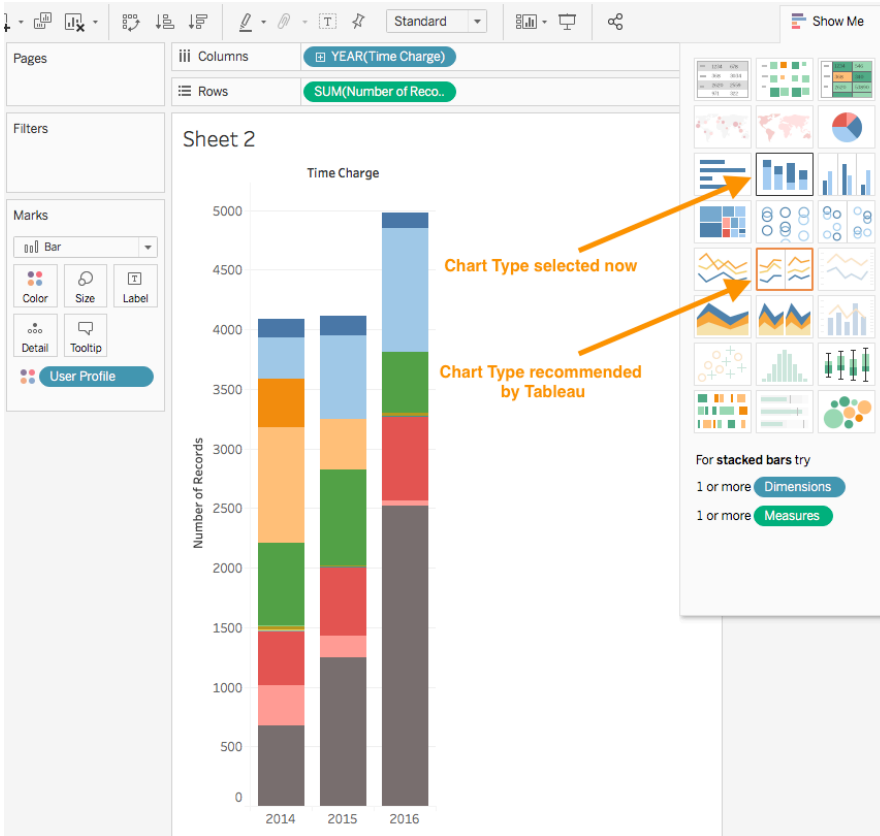 Standard
Show Me
Pages
Columns
YEAR(Time Charge)
Rows
SUM(Number of Reco..
Filters
Sheet 2
Time Charge
Marks
Bar
Color
Size
Label
Detail
Tooltip
User Profile
Number of Records
5000
4500
4000
3500
3000
2500
2000
1500
1000
500
0
2014
2015
2016
Chart Type selected now
Chart Type recommended
by Tableau
For stacked bars try
1 or more Dimensions
1 or more Measures